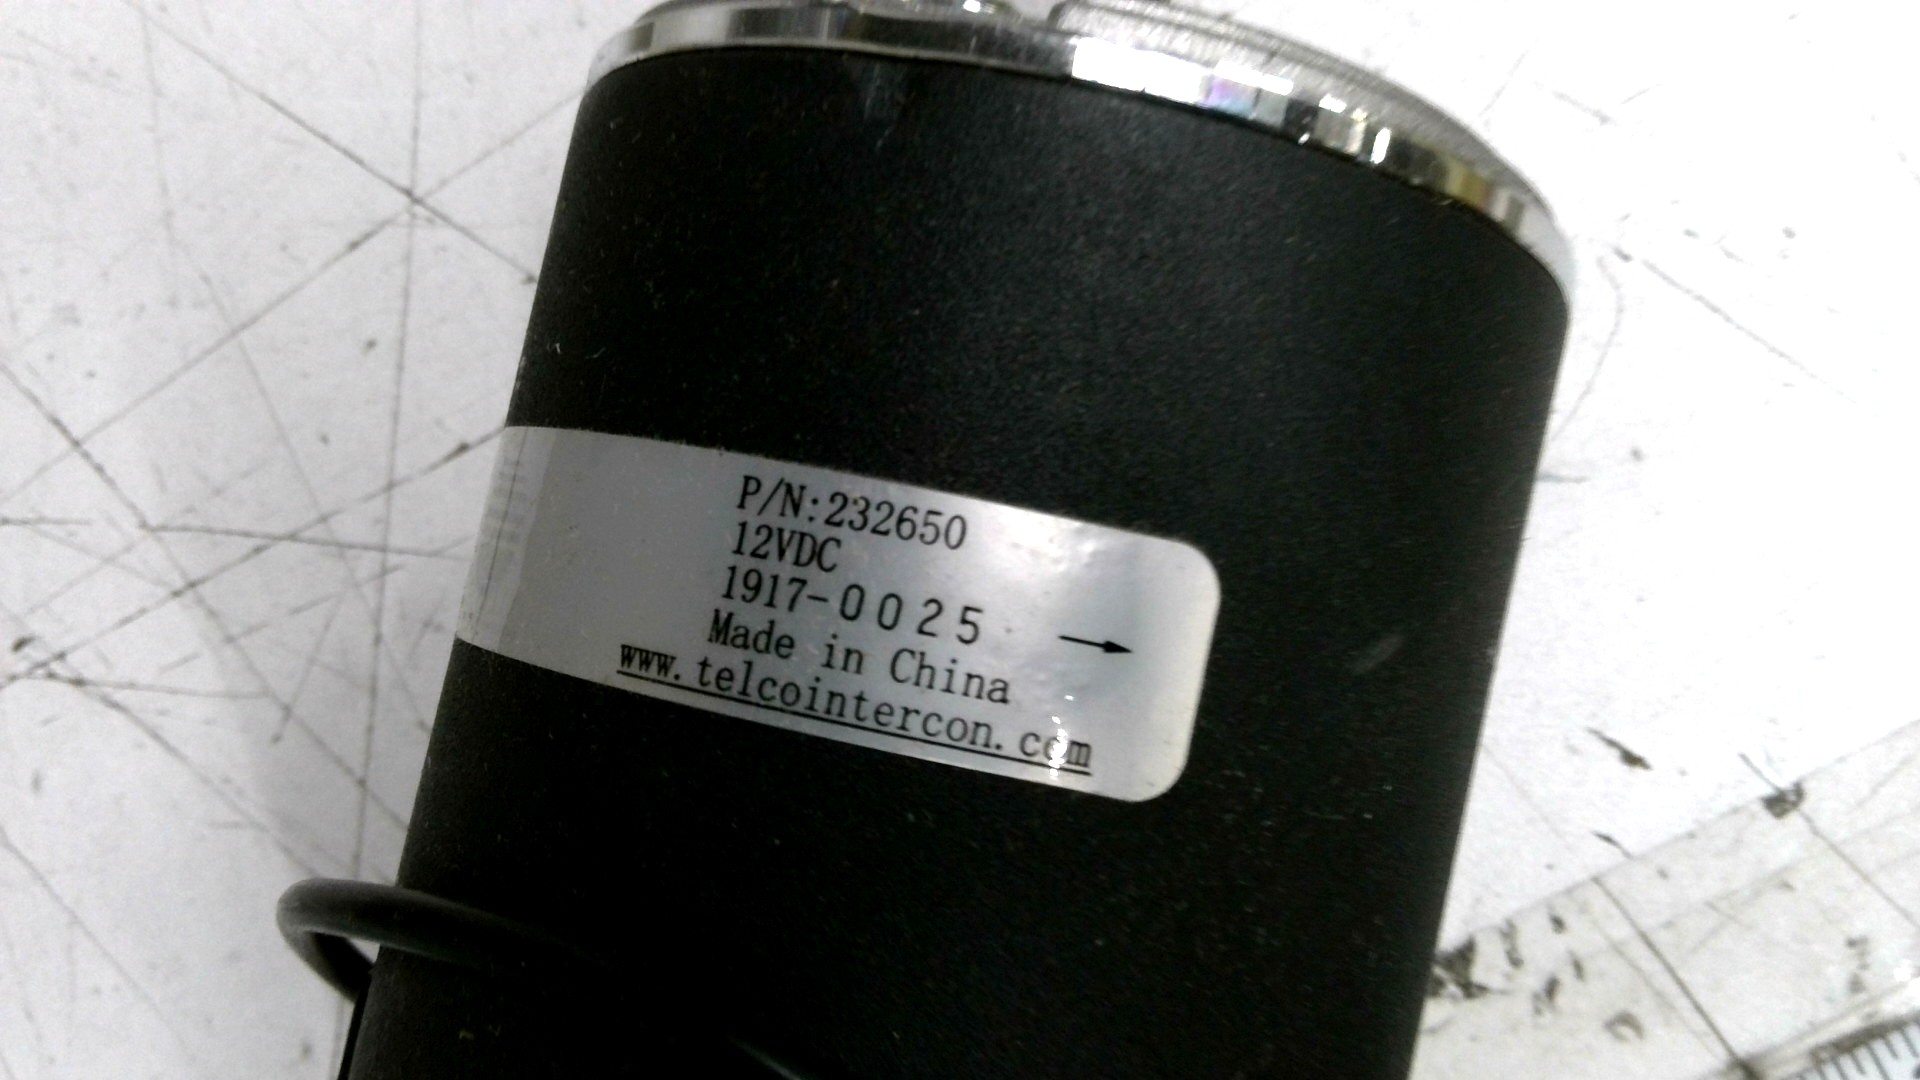 P/N:232650
12VDC
1917-0025
Made in China
www.telcointercon.com